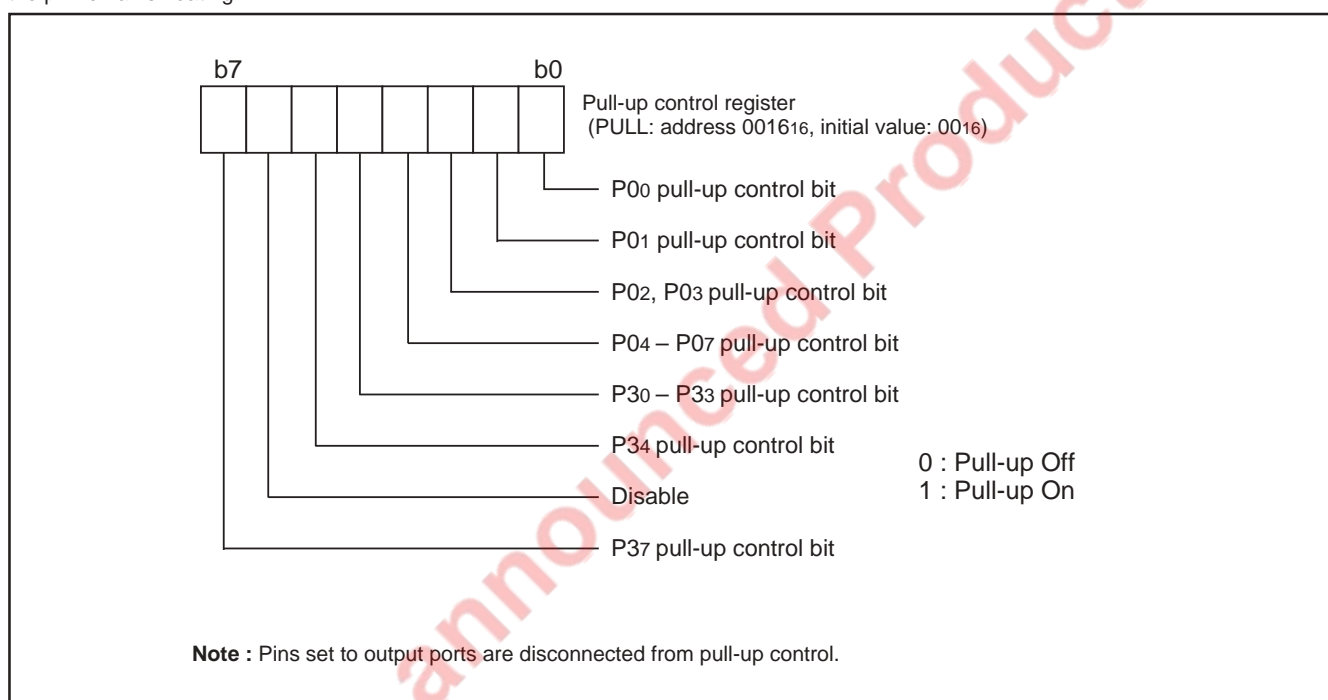 b7 b0
Pull-up control register
(PULL: address 001616, initial value: 0016)
P00 pull-up control bit
P01 pull-up control bit
P02, P03 pull-up control bit
P04 – P07 pull-up control bit
P30 – P33 pull-up control bit
P34 pull-up control bit
Disable
P37 pull-up control bit
0 : Pull-up Off
1 : Pull-up On
Note : Pins set to output ports are disconnected from pull-up control.
announced Product